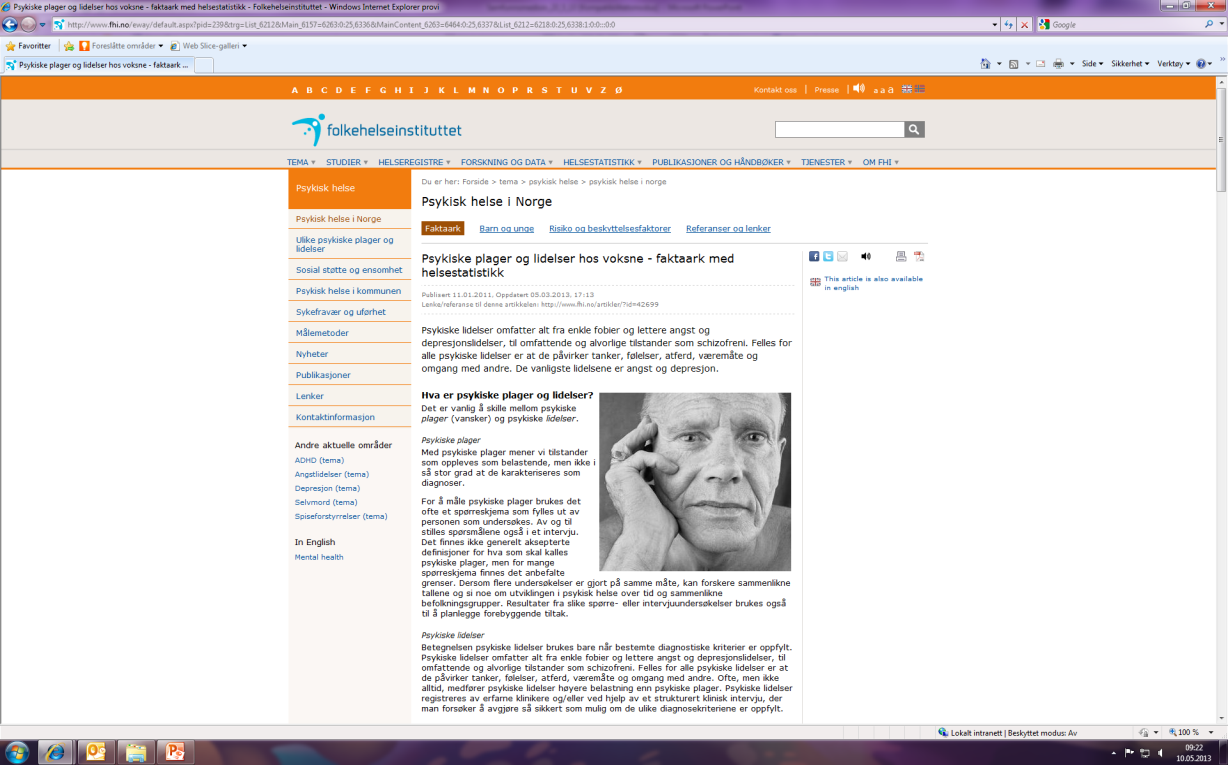 Psykiske plager og lidelser hos voksne - faktaark med helsestatistikk - Folkehelseinstituttet - Windows Internet Explorer provi
http://www.fhi.no/eway/default.aspx?pid=239&trg=List_6212&Main_6157=6263:0:25,6336&MainContent_6263=6464:0:25,6337&List_6212=6218:0:25,6338:1:0:0:::0:0
Google
Favoritter
Foreslåtte områder
Web Slice-galleri
Psykiske plager og lidelser hos voksne - faktaark ...
Side
Sikkerhet
Verktøy
A B C D E F G H I J K L M N O P R S T U V Z Ø
Kontakt oss | Presse | a a a
folkehelseinstituttet
TEMA STUDIER HELSEREGISTRE FORSKNING OG DATA HELSESTATISTIKK PUBLIKASJONER OG HÅNDBØKER TJENESTER OM FHI
Psykisk helse
Psykisk helse i Norge
Ulike psykiske plager og
lidelser
Sosial støtte og ensomhet
Psykisk helse i kommunen
Sykefravær og uførhet
Målemetoder
Nyheter
Publikasjoner
Lenker
Kontaktinformasjon
Andre aktuelle områder
ADHD (tema)
Angstlidelser (tema)
Depresjon (tema)
Selvmord (tema)
Spiseforstyrrelser (tema)
In English
Mental health
Du er her: Forside > tema > psykisk helse > psykisk helse i norge
Psykisk helse i Norge
Faktaark Barn og unge Risiko og beskyttelsesfaktorer Referanser og lenker
Psykiske plager og lidelser hos voksne - faktaark med
helsestatistikk
Publisert 11.01.2011, Oppdatert 05.03.2013, 17:13
Lenke/referanse til denne artikkelen: http://www.fhi.no/artikler/?id=42699
Psykiske lidelser omfatter alt fra enkle fobier og lettere angst og
depresjonslidelser, til omfattende og alvorlige tilstander som schizofreni. Felles for
alle psykiske lidelser er at de påvirker tanker, følelser, atferd, væremåte og
omgang med andre. De vanligste lidelsene er angst og depresjon.
Hva er psykiske plager og lidelser?
Det er vanlig å skille mellom psykiske
plager (vansker) og psykiske lidelser.
Psykiske plager
Med psykiske plager mener vi tilstander
som oppleves som belastende, men ikke i
så stor grad at de karakteriseres som
diagnoser.
For å måle psykiske plager brukes det
ofte et spørreskjema som fylles ut av
personen som undersøkes. Av og til
stilles spørsmålene også i et intervju.
Det finnes ikke generelt aksepterte
definisjoner for hva som skal kalles
psykiske plager, men for mange
spørreskjema finnes det anbefalte
grenser. Dersom flere undersøkelser er gjort på samme måte, kan forskere sammenlikne
tallene og si noe om utviklingen i psykisk helse over tid og sammenlikne
befolkningsgrupper. Resultater fra slike spørre- eller intervjuundersøkelser brukes også
til å planlegge forebyggende tiltak.
Psykiske lidelser
Betegnelsen psykiske lidelser brukes bare når bestemte diagnostiske kriterier er oppfylt.
Psykiske lidelser omfatter alt fra enkle fobier og lettere angst og depresjonslidelser, til
omfattende og alvorlige tilstander som schizofreni. Felles for alle psykiske lidelser er at
de påvirker tanker, følelser, atferd, væremåte og omgang med andre. Ofte, men ikke
alltid, medfører psykiske lidelser høyere belastning enn psykiske plager. Psykiske lidelser
registreres av erfarne klinikere og/eller ved hjelp av et strukturert klinisk intervju, der
man forsøker å avgjøre så sikkert som mulig om de ulike diagnosekriteriene er oppfylt.
This article is also available
in english
Lokalt intranett | Beskyttet modus: Av
100 %
09:22
10.05.2013